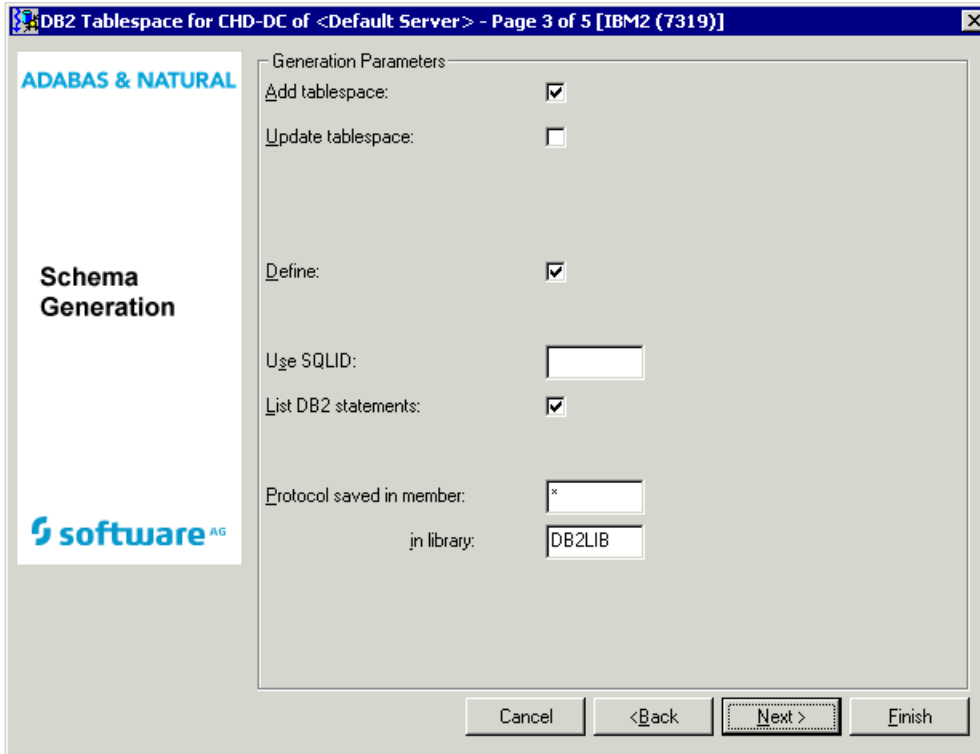 DB2 Tablespace for CHD-DC of <Default Server> - Page 3 of 5 [IBM2 (7319)]
ADABAS & NATURAL
Schema
Generation
software AG
Generation Parameters
Add tablespace:
Update tablespace:
Define:
Use SQLID:
List DB2 statements:
Protocol saved in member: *
in library: DB2LIB
Cancel <Back Next > Finish